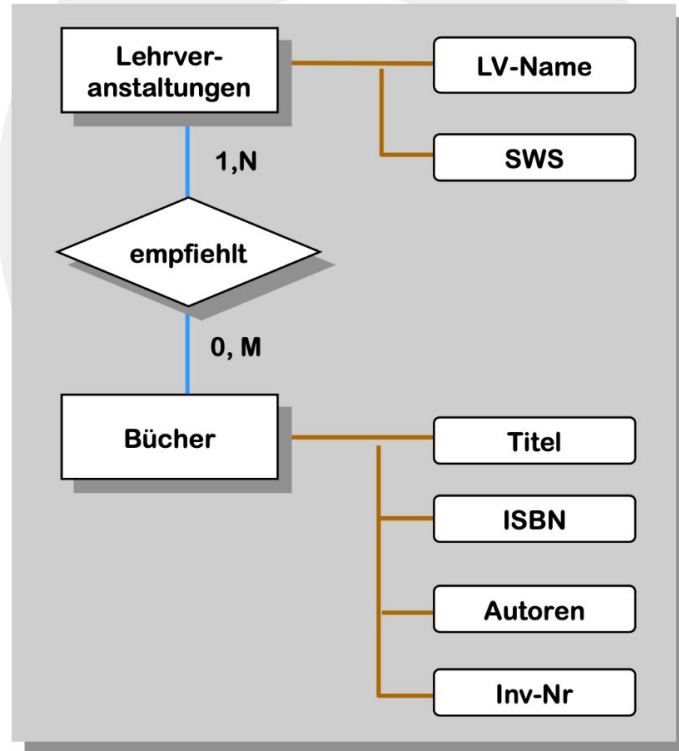 Lehrver-
anstaltungen
LV-Name
SWS
1,N
empfiehlt
0, M
Bücher
Titel
ISBN
Autoren
Inv-Nr